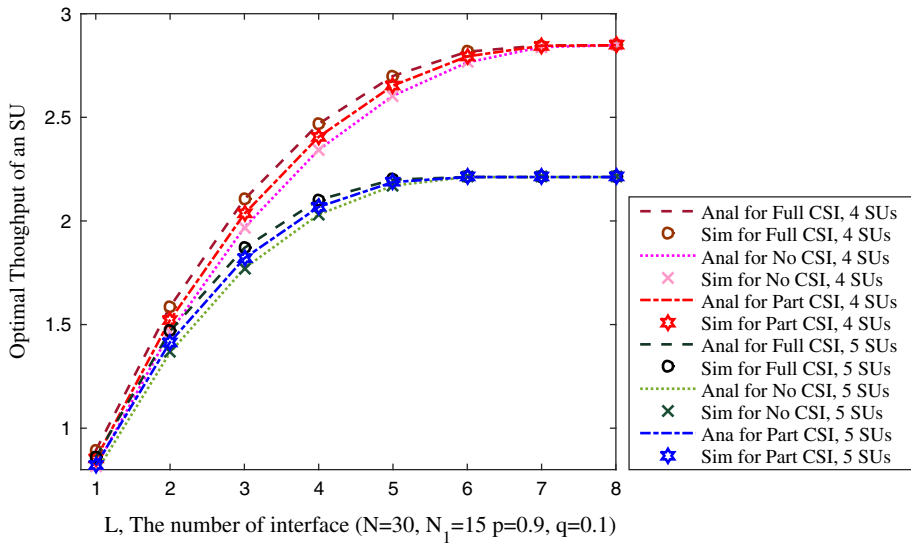 3
2.5
2
1.5
1
Optimal Thoughput of an SU
1 2 3 4 5 6 7 8
L, The number of interface (N=30, N_1=15 p=0.9, q=0.1)
Anal for Full CSI, 4 SUs
Sim for Full CSI, 4 SUs
Anal for No CSI, 4 SUs
Sim for No CSI, 4 SUs
Anal for Part CSI, 4 SUs
Sim for Part CSI, 4 SUs
Anal for Full CSI, 5 SUs
Sim for Full CSI, 5 SUs
Anal for No CSI, 5 SUs
Sim for No CSI, 5 SUs
Ana for Part CSI, 5 SUs
Sim for Part CSI, 5 SUs